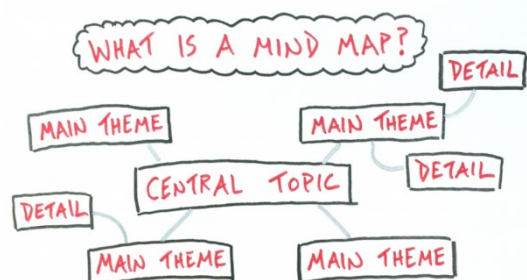 WHAT IS A MIND MAP?
DETAIL
MAIN THEME
MAIN THEME
DETAIL
CENTRAL TOPIC
DETAIL
MAIN THEME
MAIN THEME